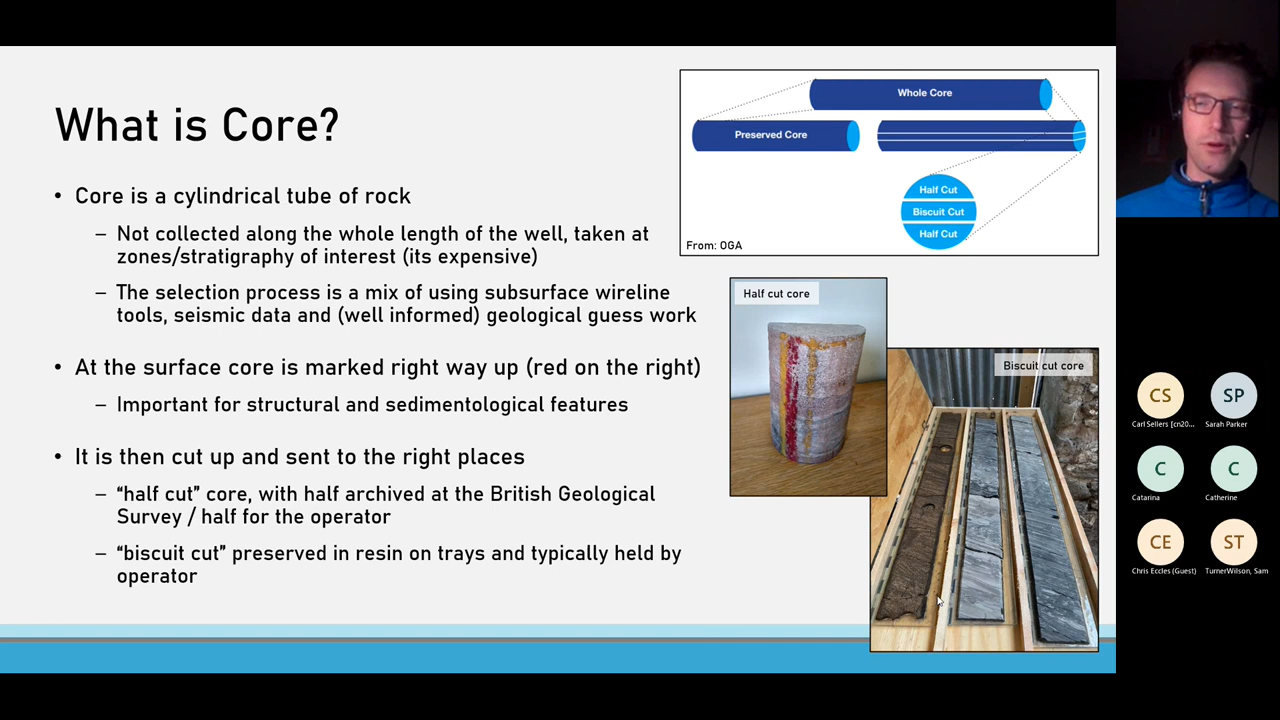 What is Core?
• Core is a cylindrical tube of rock
– Not collected along the whole length of the well, taken at
zones/stratigraphy of interest (its expensive)
– The selection process is a mix of using subsurface wireline
tools, seismic data and (well informed) geological guess work
• At the surface core is marked right way up (red on the right)
– Important for structural and sedimentological features
• It is then cut up and sent to the right places
– “half cut” core, with half archived at the British Geological
Survey / half for the operator
– “biscuit cut” preserved in resin on trays and typically held by
operator
Whole Core
Preserved Core
Half Cut
Biscuit Cut
Half Cut
From: OGA
Half cut core
Biscuit cut core
CS
Carl Sellers [cn20...
SP
Sarah Parker
C
Catarina
C
Catherine
CE
Chris Eccles (Guest)
ST
TurnerWilson, Sam